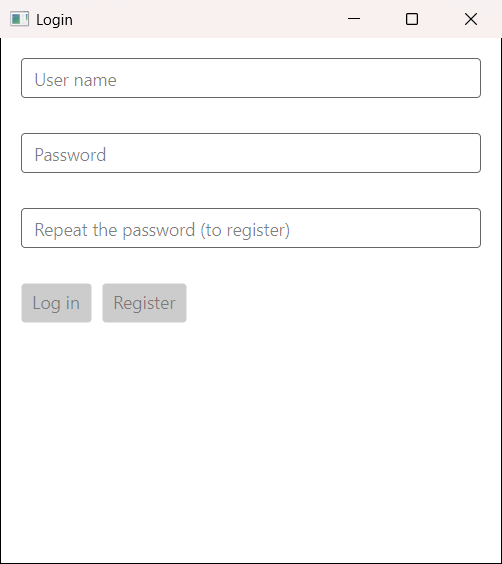 Login
User name
Password
Repeat the password (to register)
Log in Register